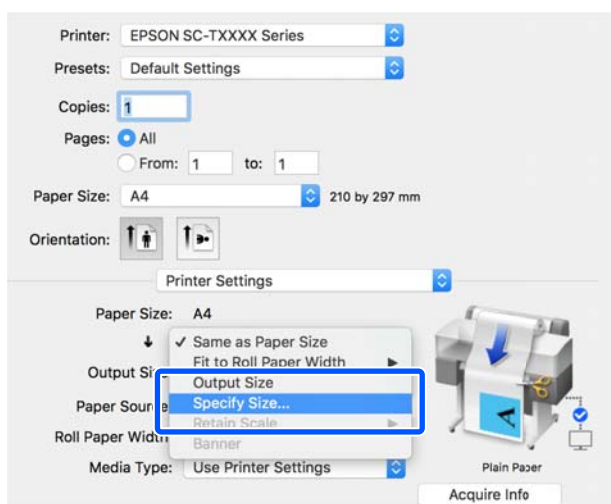 Printer: EPSON SC-TXXXX Series
Presets: Default Settings
Copies: 1
Pages: All
From: 1 to: 1
Paper Size: A4 210 by 297 mm
Orientation:
Printer Settings
Paper Size: A4
↓ ✓ Same as Paper Size
Fit to Roll Paper Width
Output Size
Specify Size...
Retain Scale
Banner
Output Siz
Paper Source
Roll Paper Width
Media Type: Use Printer Settings
A
Plain Paper
Acquire Info